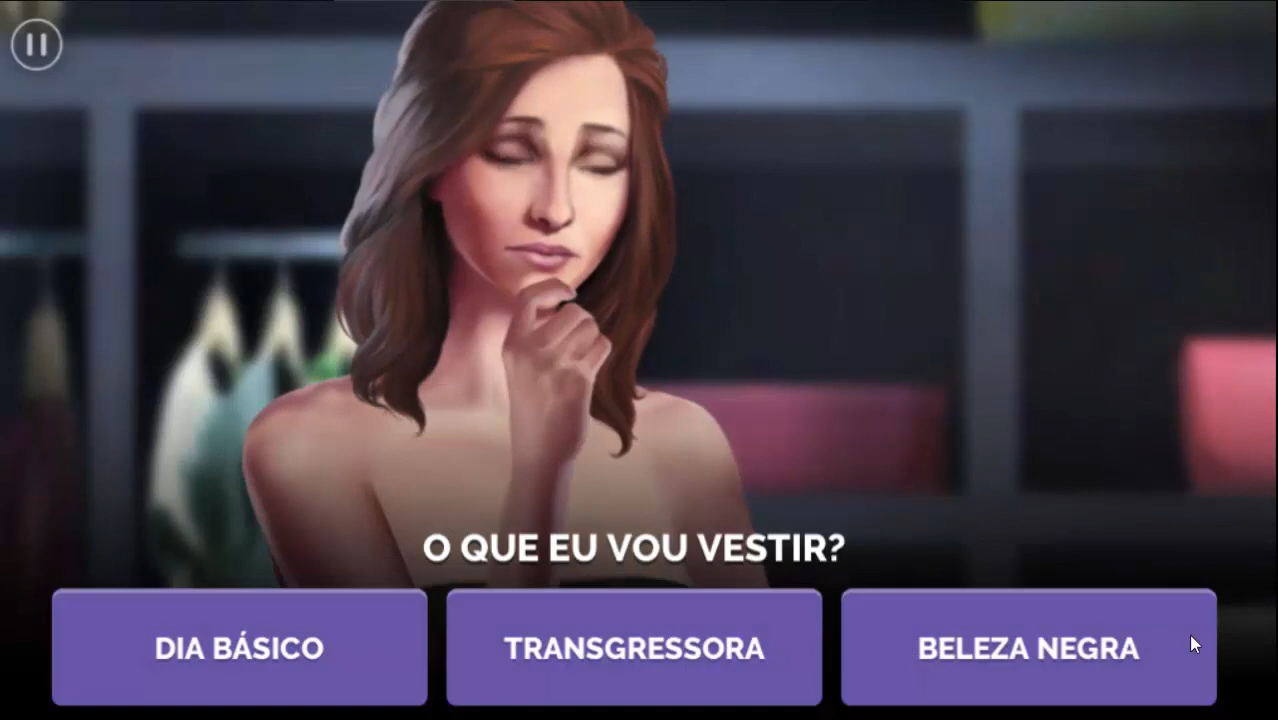 O QUE EU VOU VESTIR?
DIA BÁSICO
TRANSGRESSORA
BELEZA NEGRA